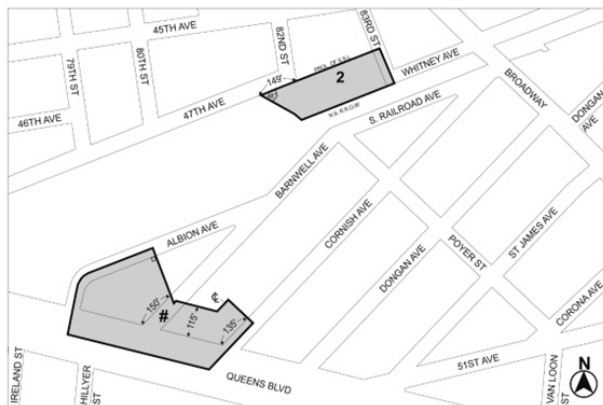 45TH AVE
82ND ST
83RD ST
80TH ST
79TH ST
149'
2
WHITNEY AVE
BROADWAY
47TH AVE
46TH AVE
S. RAILROAD AVE
DONGAN AVE
BARNWELL AVE
CORNISH AVE
ALBION AVE
DONGAN AVE
POYER ST
ST JAMES AVE
CORONA AVE
150'
#
115'
135'
51ST AVE
QUEENS BLVD
IRELAND ST
HILLYER ST
VAN LOON ST
N